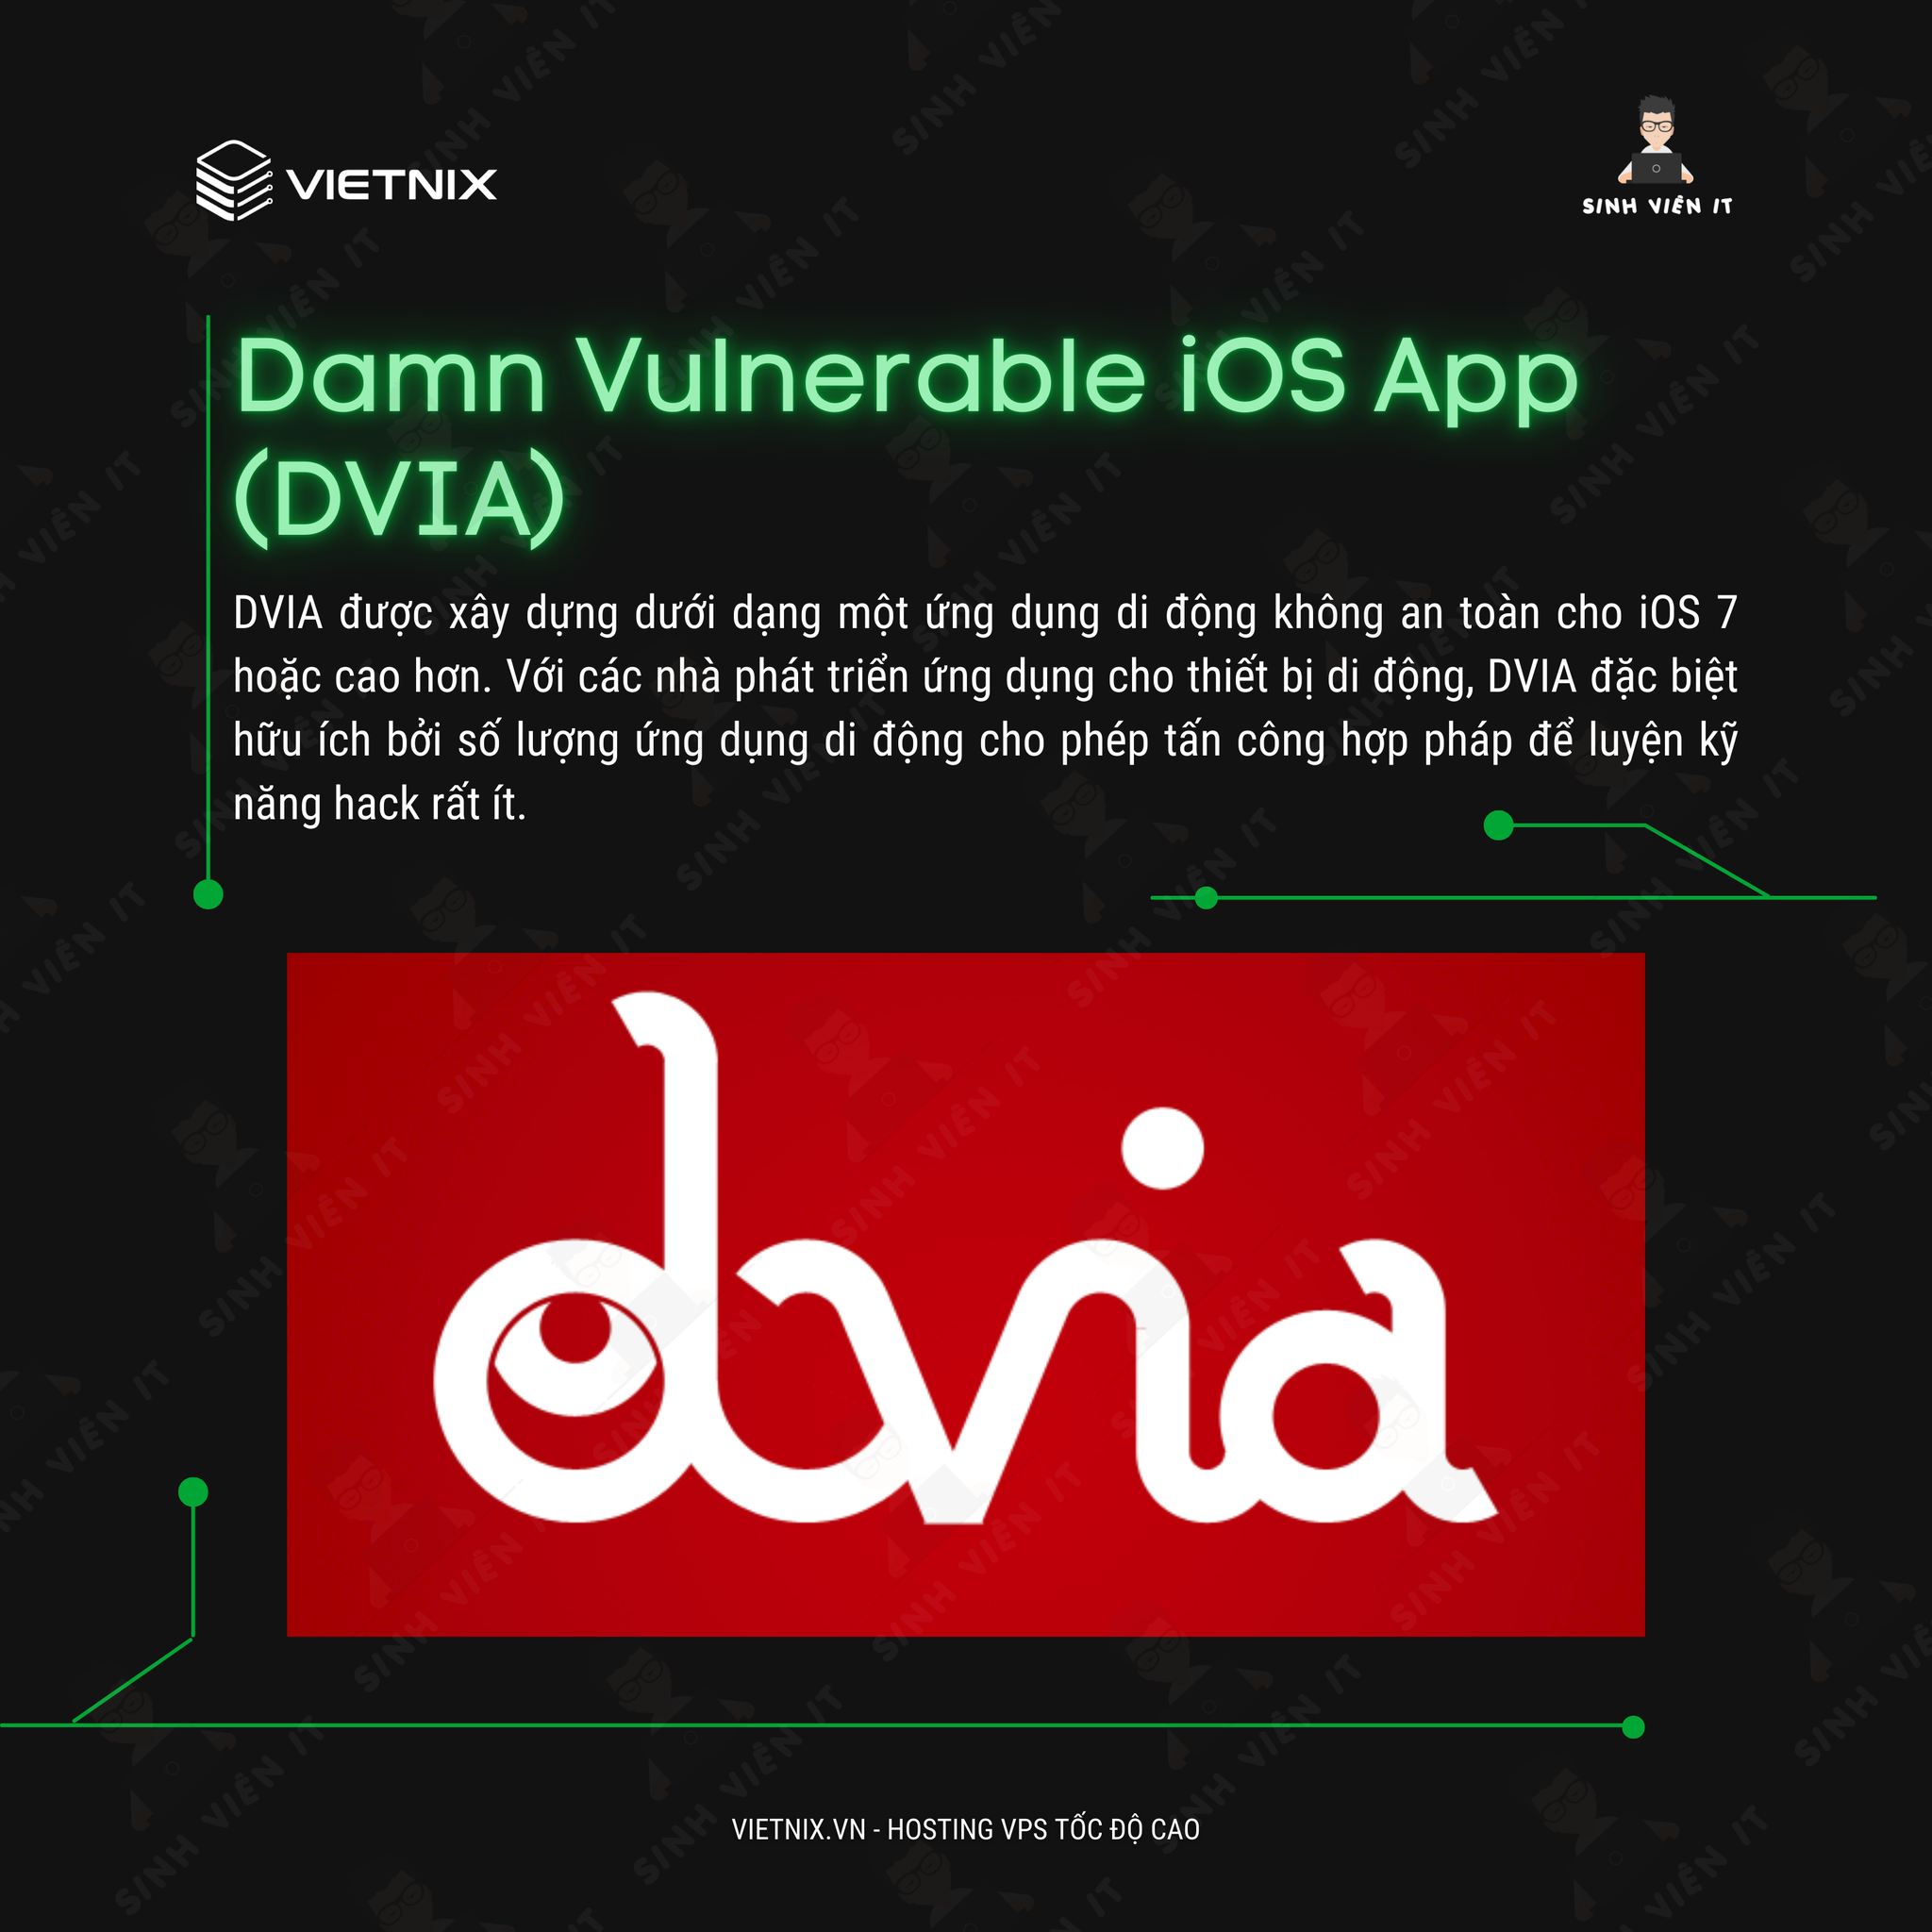 VIETNIX
SINH VIÊN IT
Damn Vulnerable iOS App
(DVIA)
DVIA được xây dựng dưới dạng một ứng dụng di động không an toàn cho iOS 7
hoặc cao hơn. Với các nhà phát triển ứng dụng cho thiết bị di động, DVIA đặc biệt
hữu ích bởi số lượng ứng dụng di động cho phép tấn công hợp pháp để luyện kỹ
năng hack rất ít.
dvia
VIETNIX.VN - HOSTING VPS TỐC ĐỘ CAO